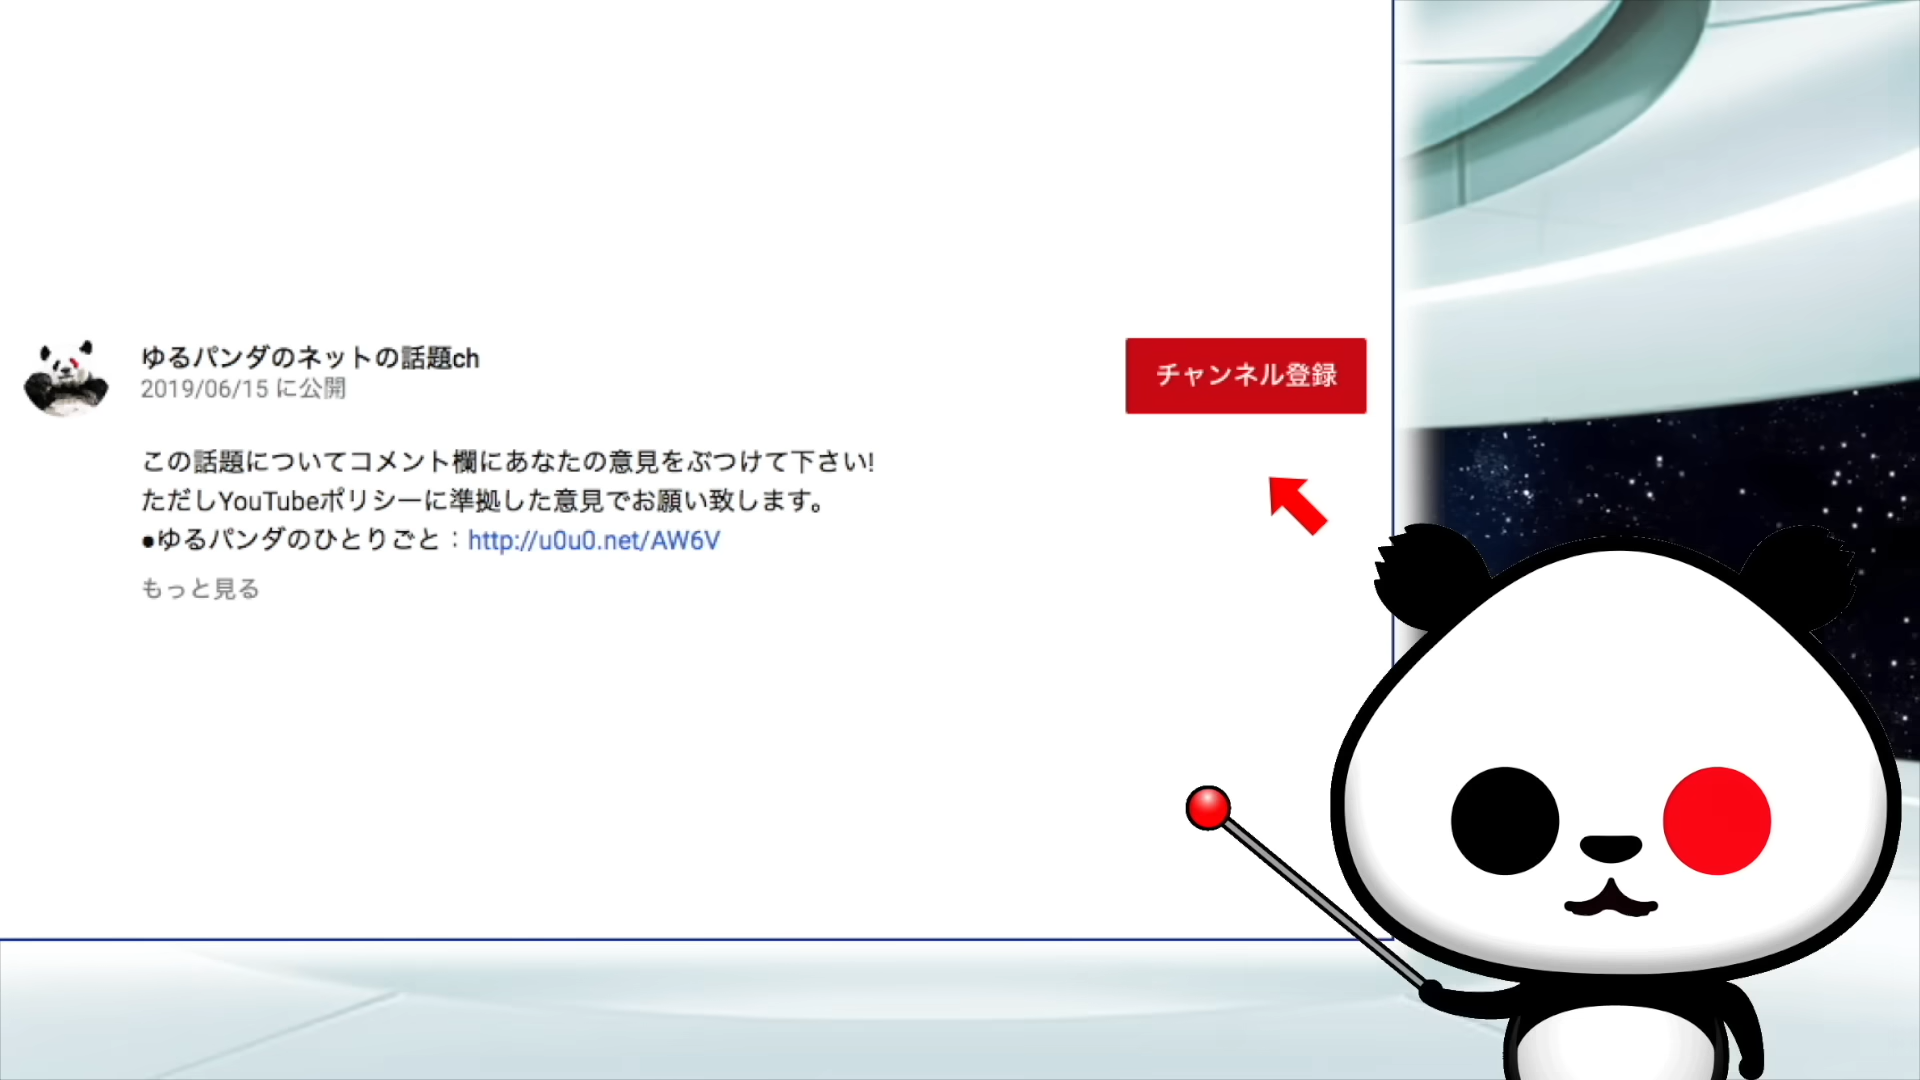 ゆるパンダのネットの話題ch
2019/06/15 に公開
チャンネル登録
この話題についてコメント欄にあなたの意見をぶつけて下さい!
ただしYouTubeポリシーに準拠した意見でお願い致します。
●ゆるパンダのひとりごと：http://u0u0.net/AW6V
もっと見る